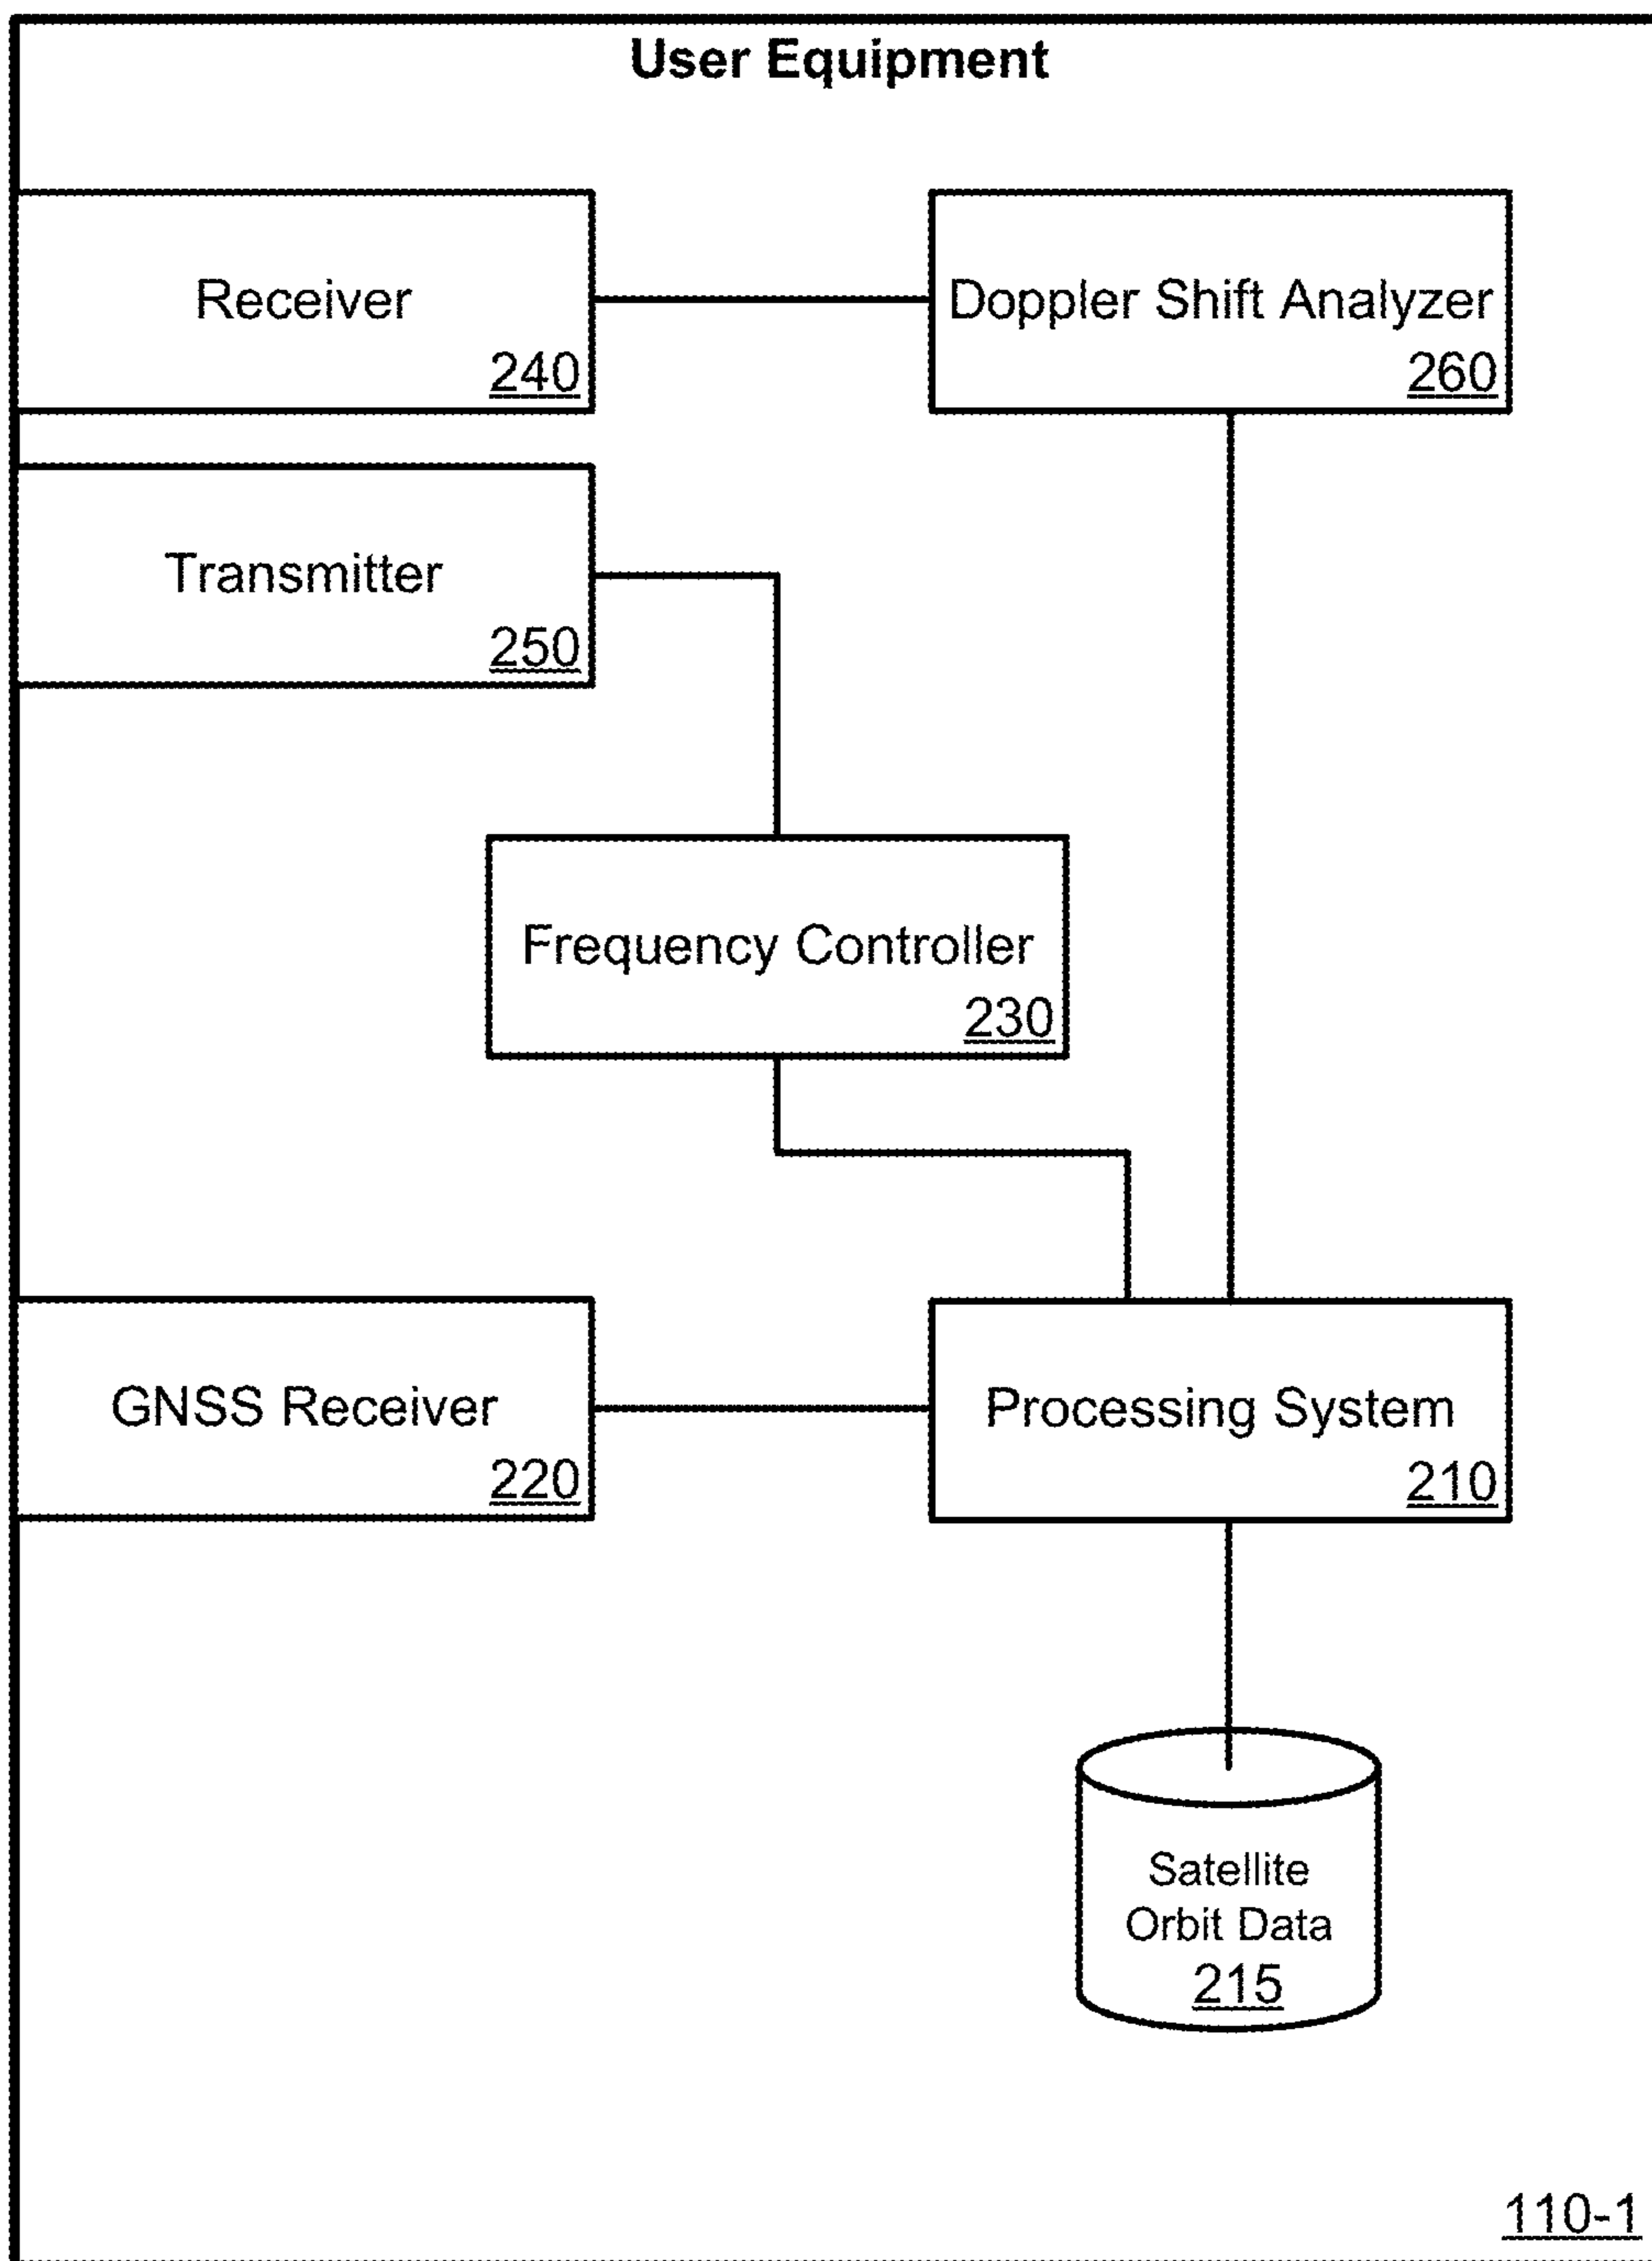 User Equipment
Receiver
240
Doppler Shift Analyzer
260
Transmitter
250
Frequency Controller
230
GNSS Receiver
220
Processing System
210
Satellite
Orbit Data
215
110-1